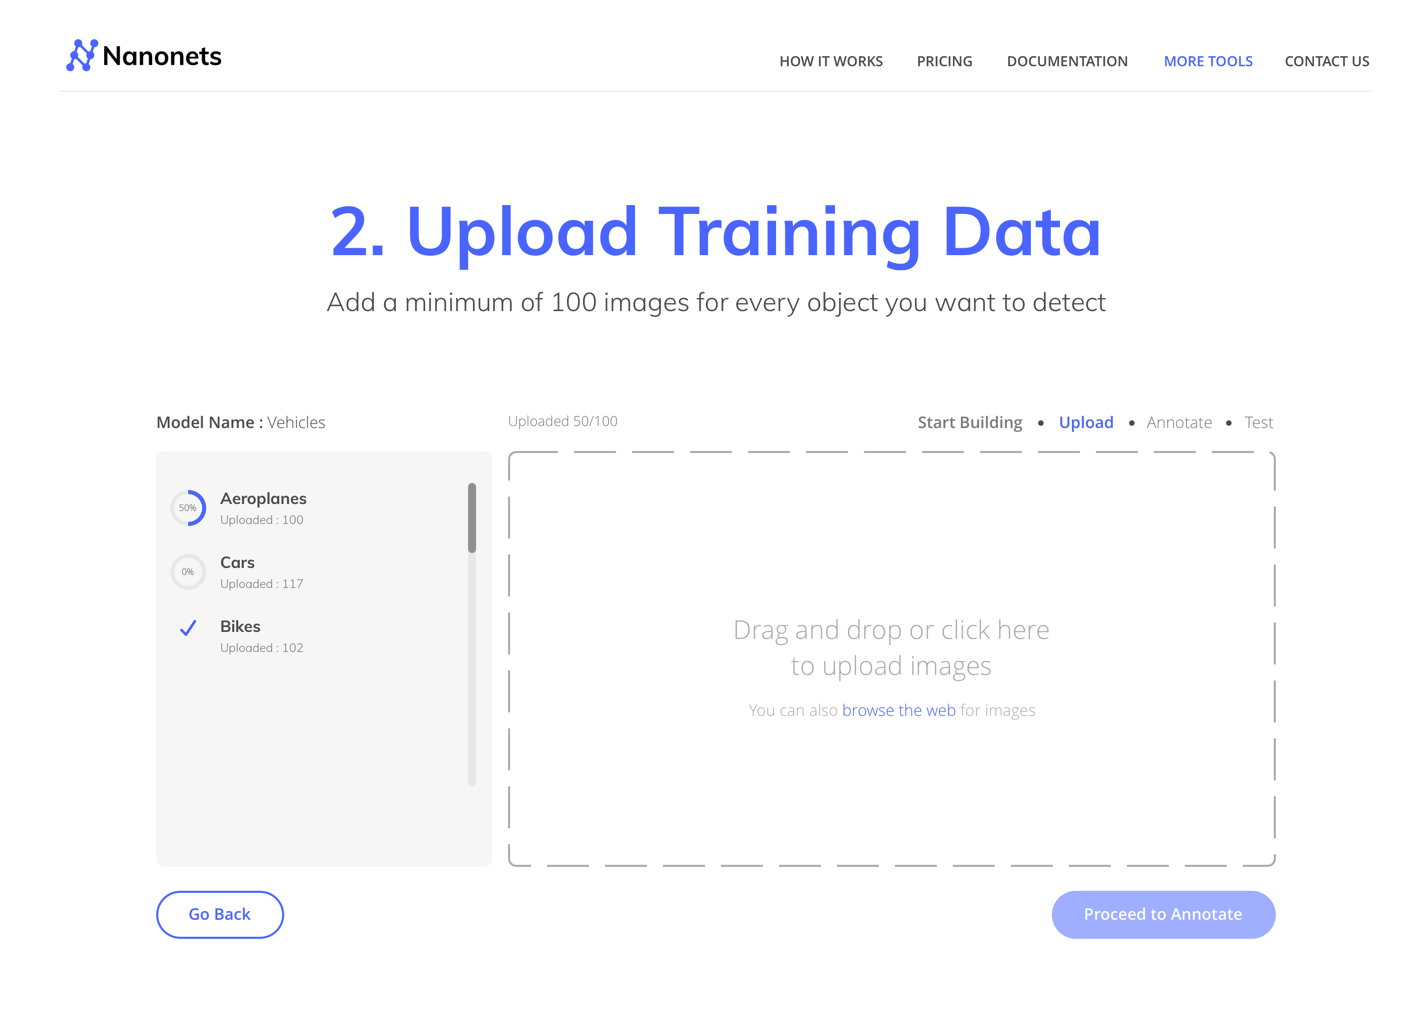 Nanonets
HOW IT WORKS PRICING DOCUMENTATION MORE TOOLS CONTACT US
2. Upload Training Data
Add a minimum of 100 images for every object you want to detect
Model Name : Vehicles
Uploaded 50/100
Start Building • Upload • Annotate • Test
50%
Aeroplanes
Uploaded : 100
0%
Cars
Uploaded : 117
Bikes
Uploaded : 102
Drag and drop or click here
to upload images
You can also browse the web for images
Go Back
Proceed to Annotate